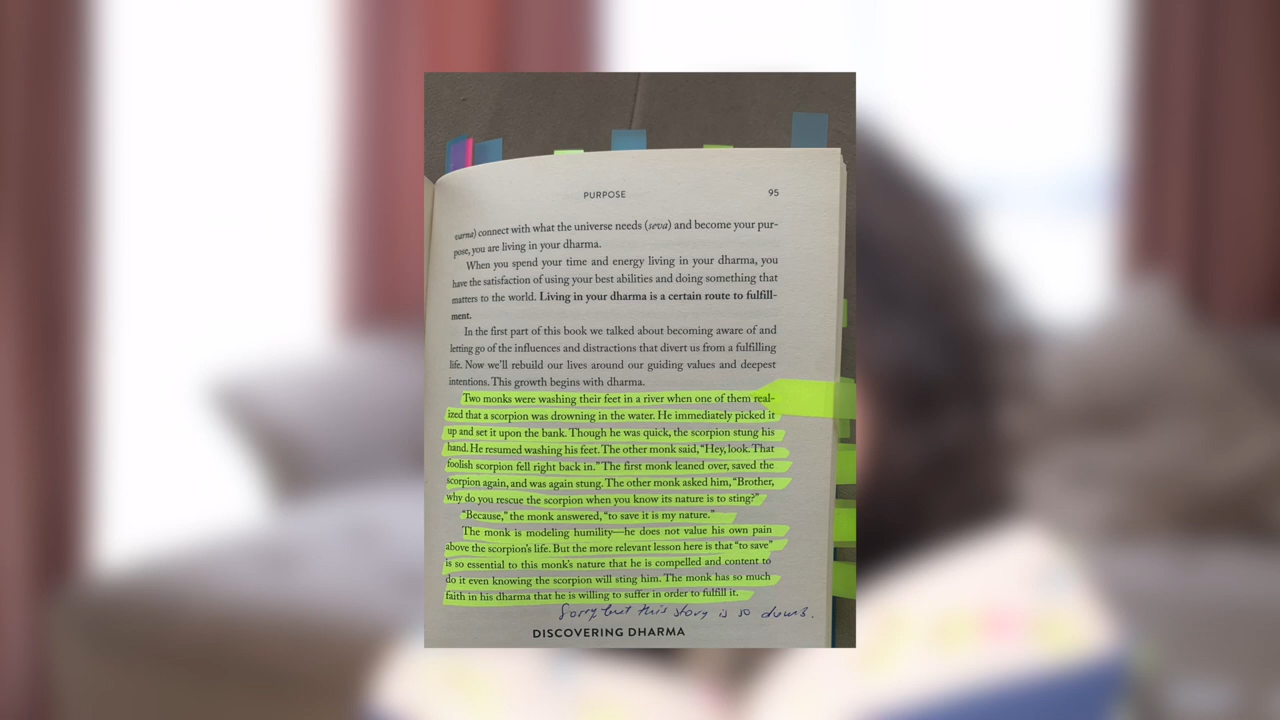 PURPOSE 95
varna) connect with what the universe needs (seva) and become your pur-
pose, you are living in your dharma.
When you spend your time and energy living in your dharma, you
have the satisfaction of using your best abilities and doing something that
matters to the world. Living in your dharma is a certain route to fulfill-
ment.
In the first part of this book we talked about becoming aware of and
letting go of the influences and distractions that divert us from a fulfilling
life. Now we’ll rebuild our lives around our guiding values and deepest
intentions. This growth begins with dharma.
Two monks were washing their feet in a river when one of them real-
ized that a scorpion was drowning in the water. He immediately picked it
up and set it upon the bank. Though he was quick, the scorpion stung his
hand. He resumed washing his feet. The other monk said, “Hey, look. That
foolish scorpion fell right back in.” The first monk leaned over, saved the
scorpion again, and was again stung. The other monk asked him, “Brother,
why do you rescue the scorpion when you know its nature is to sting?”
“Because,” the monk answered, “to save it is my nature.”
The monk is modeling humility—he does not value his own pain
above the scorpion’s life. But the more relevant lesson here is that “to save”
is so essential to this monk’s nature that he is compelled and content to
do it even knowing the scorpion will sting him. The monk has so much
faith in his dharma that he is willing to suffer in order to fulfill it.
Sorry but this story is so dumb.
DISCOVERING DHARMA